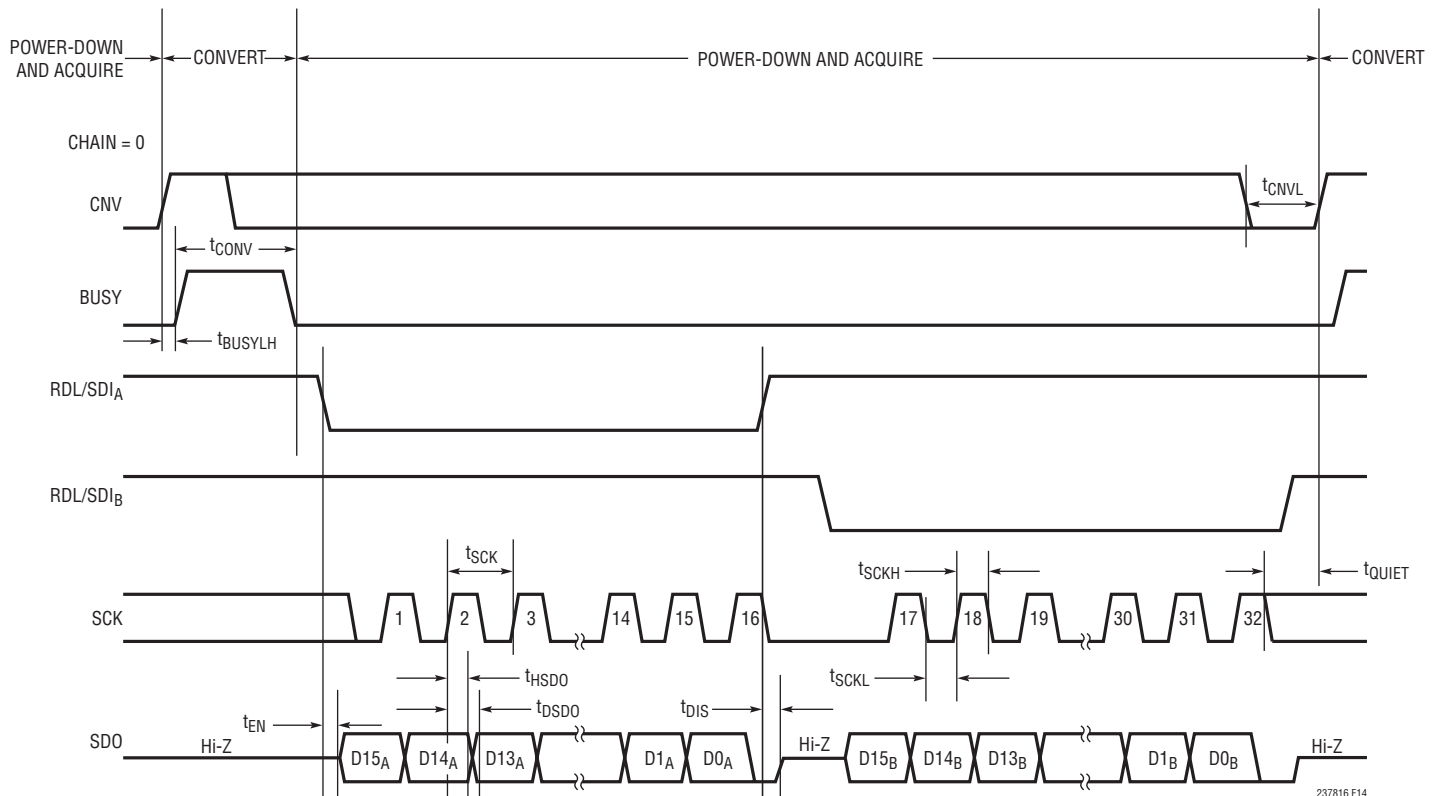 POWER-DOWN
AND ACQUIRE
CONVERT
POWER-DOWN AND ACQUIRE
CONVERT
CHAIN = 0
CNV
tCNVL
tCONV
BUSY
tBUSYLH
RDL/SDIA
RDL/SDIB
tSCK
tSCKH
tQUIET
SCK
1
2
3
14
15
16
17
18
19
30
31
32
tHSDO
tSCKL
tEN
tDSDO
tDIS
SDO
Hi-Z
D15A
D14A
D13A
D1A
D0A
Hi-Z
D15B
D14B
D13B
D1B
D0B
Hi-Z
237816 F14